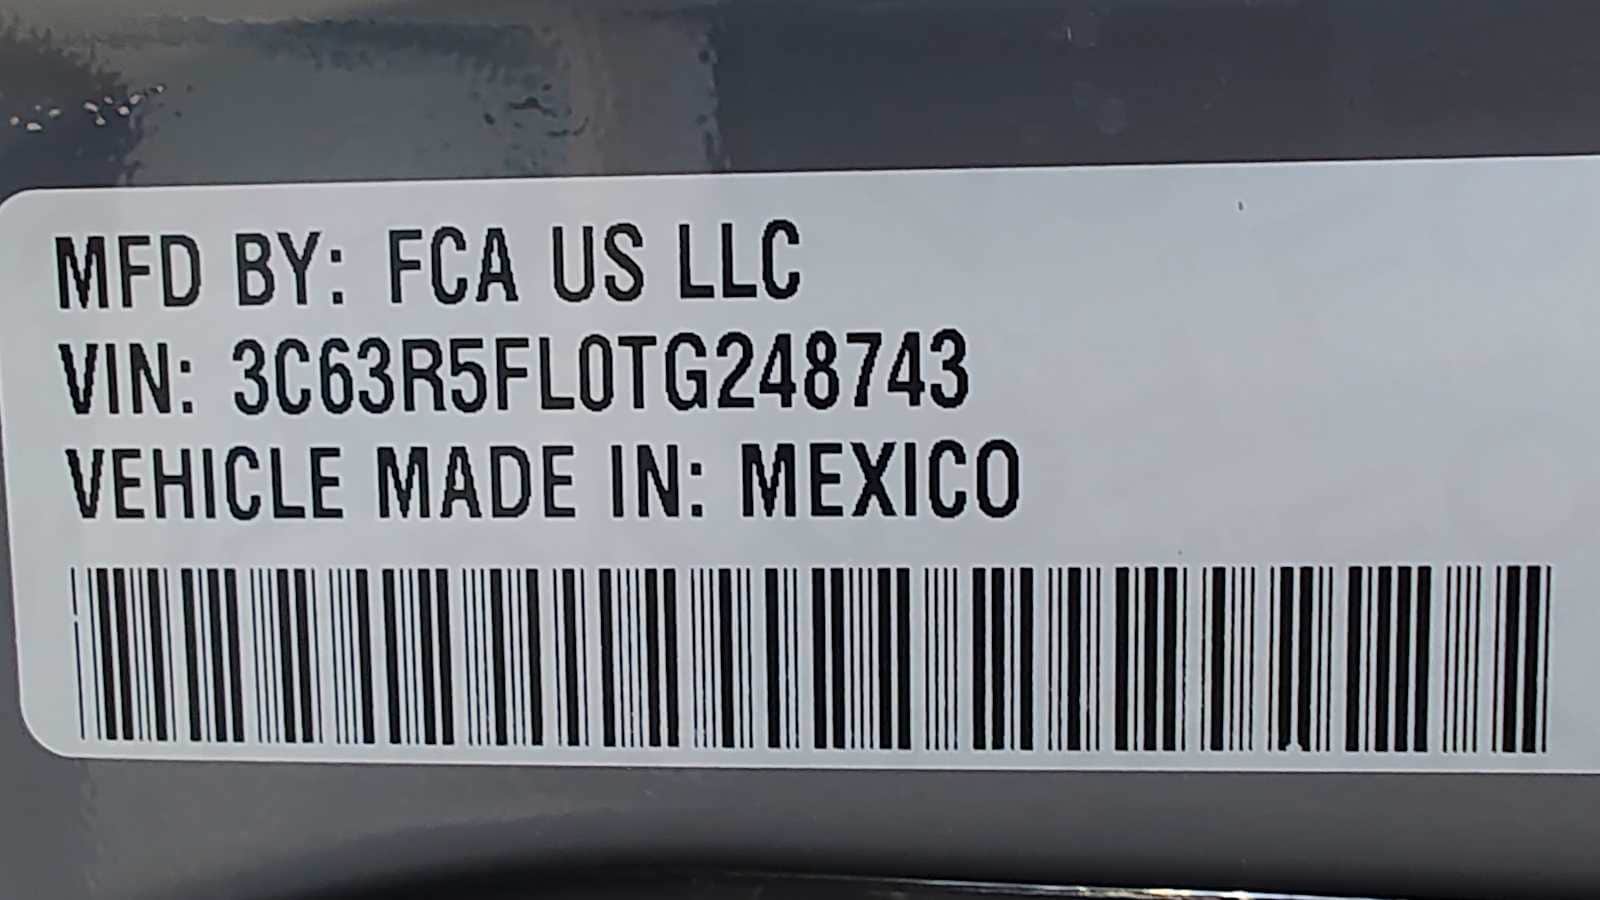 MFD BY: FCA US LLC
VIN: 3C63R5FL0TG248743
VEHICLE MADE IN: MEXICO